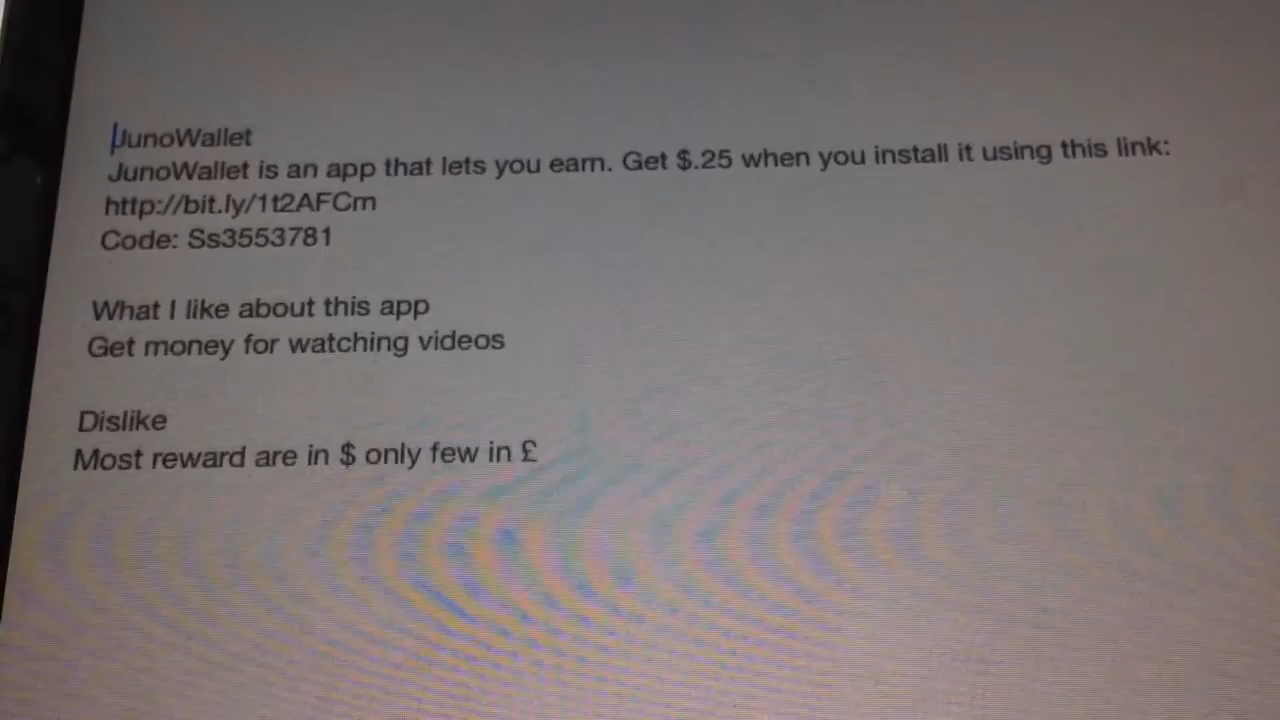 JunoWallet
JunoWallet is an app that lets you earn. Get $.25 when you install it using this link:
http://bit.ly/1t2AFCm
Code: Ss3553781
What I like about this app
Get money for watching videos
Dislike
Most reward are in $ only few in £